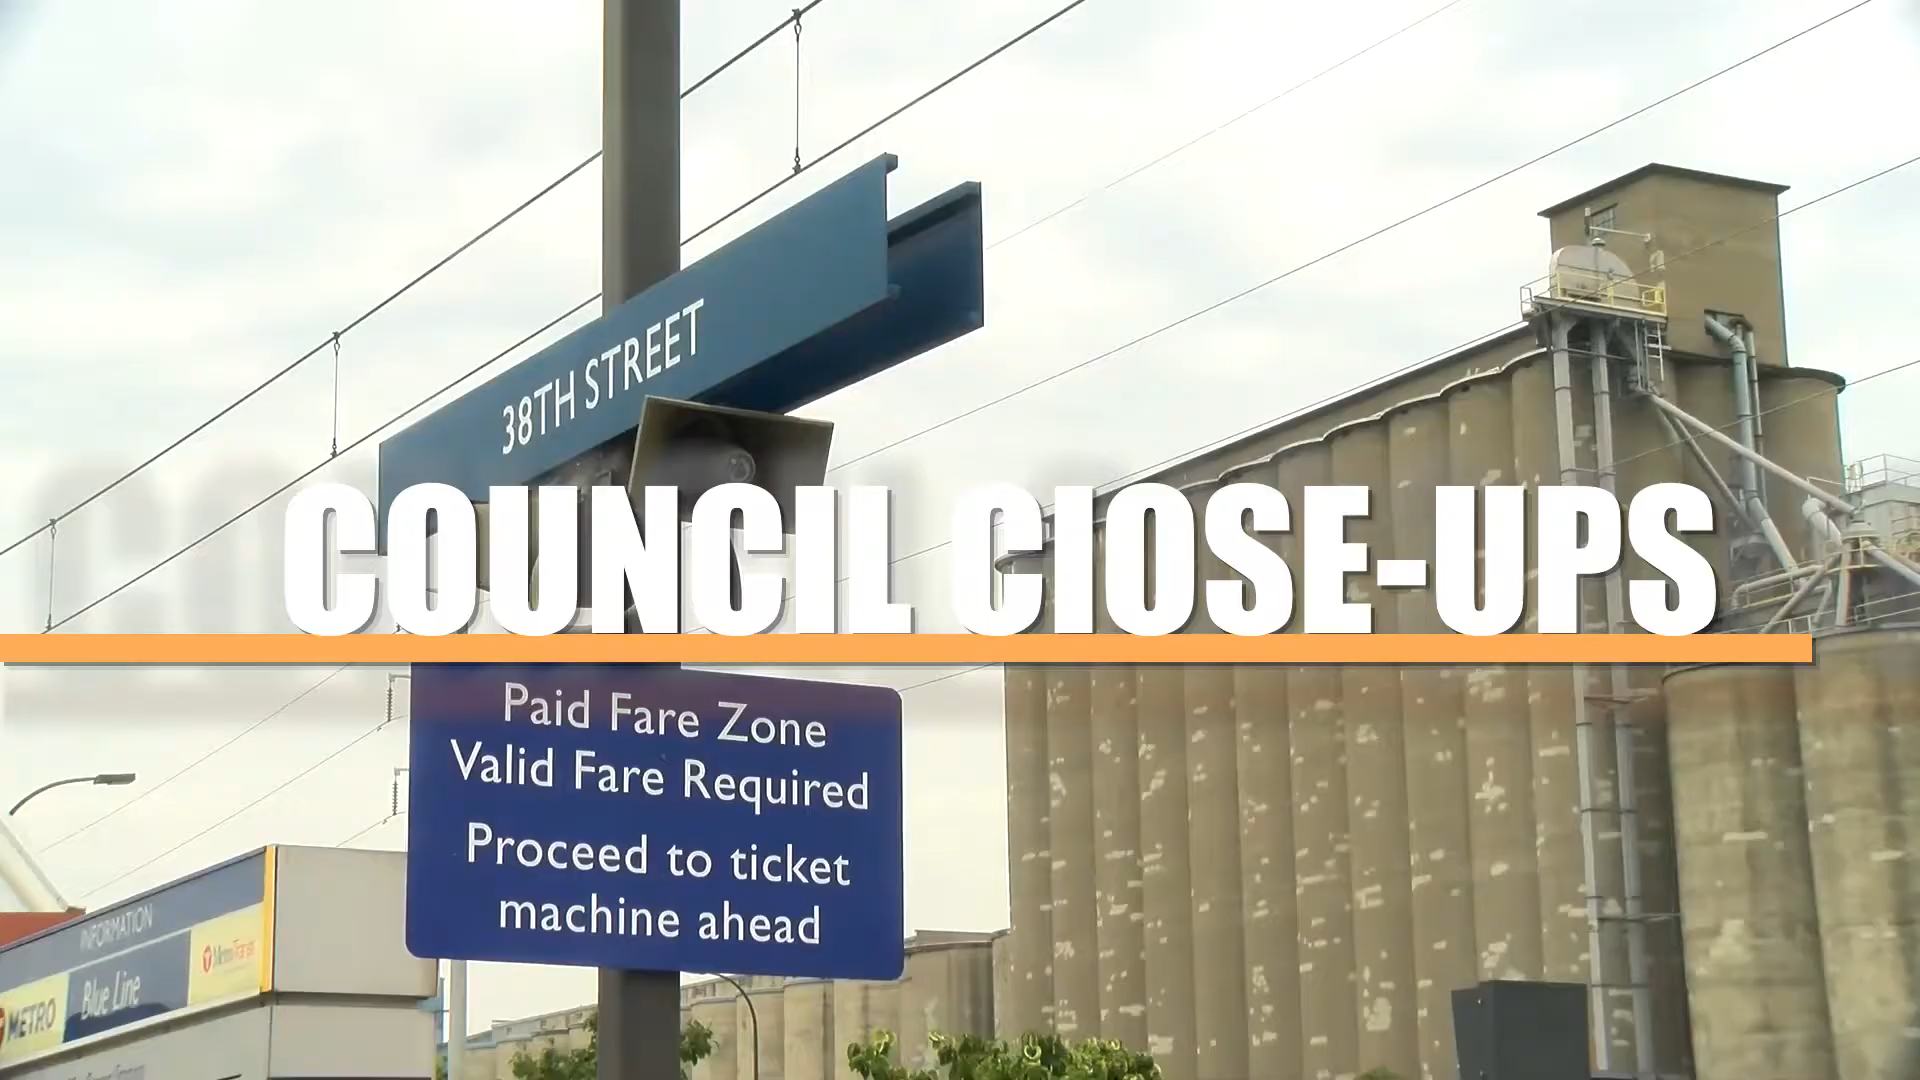 38TH STREET
COUNCIL CIOSE-UPS
Paid Fare Zone
Valid Fare Required
Proceed to ticket
machine ahead
INFORMATION
MetroTransit
Blue Line
METRO